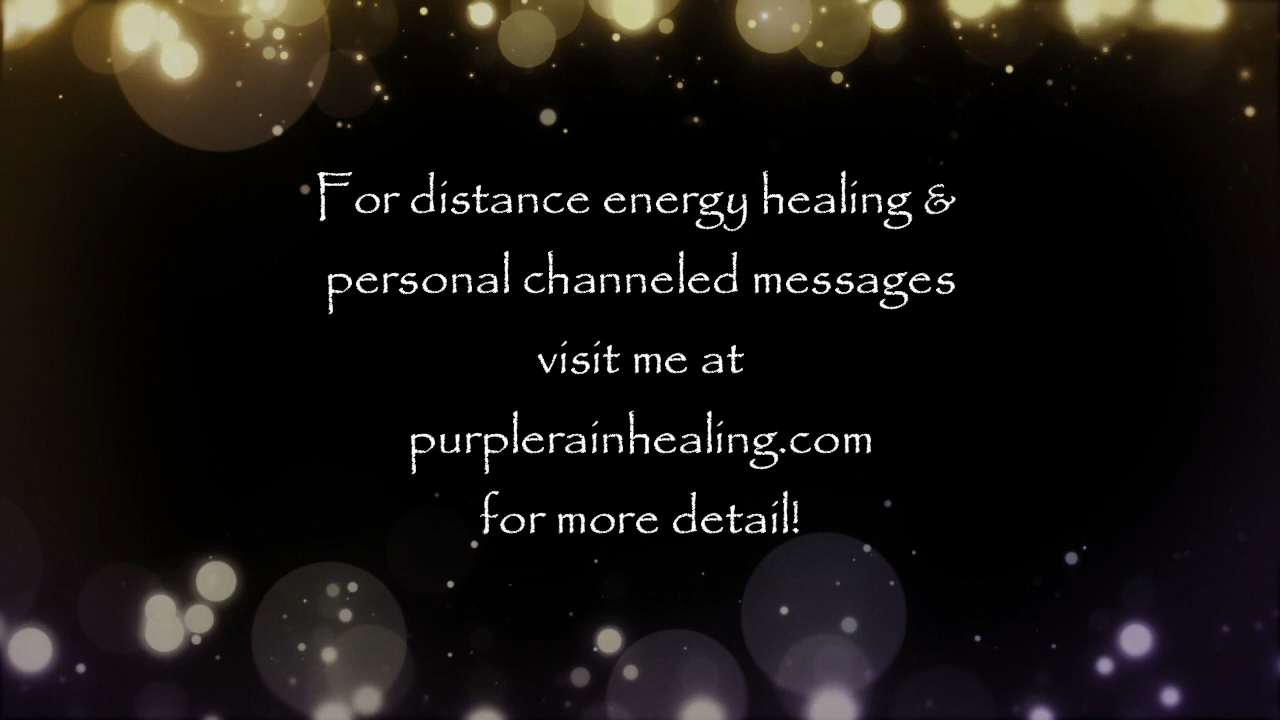 For distance energy healing &
personal channeled messages
visit me at
purplerainhealing.com
for more detail!